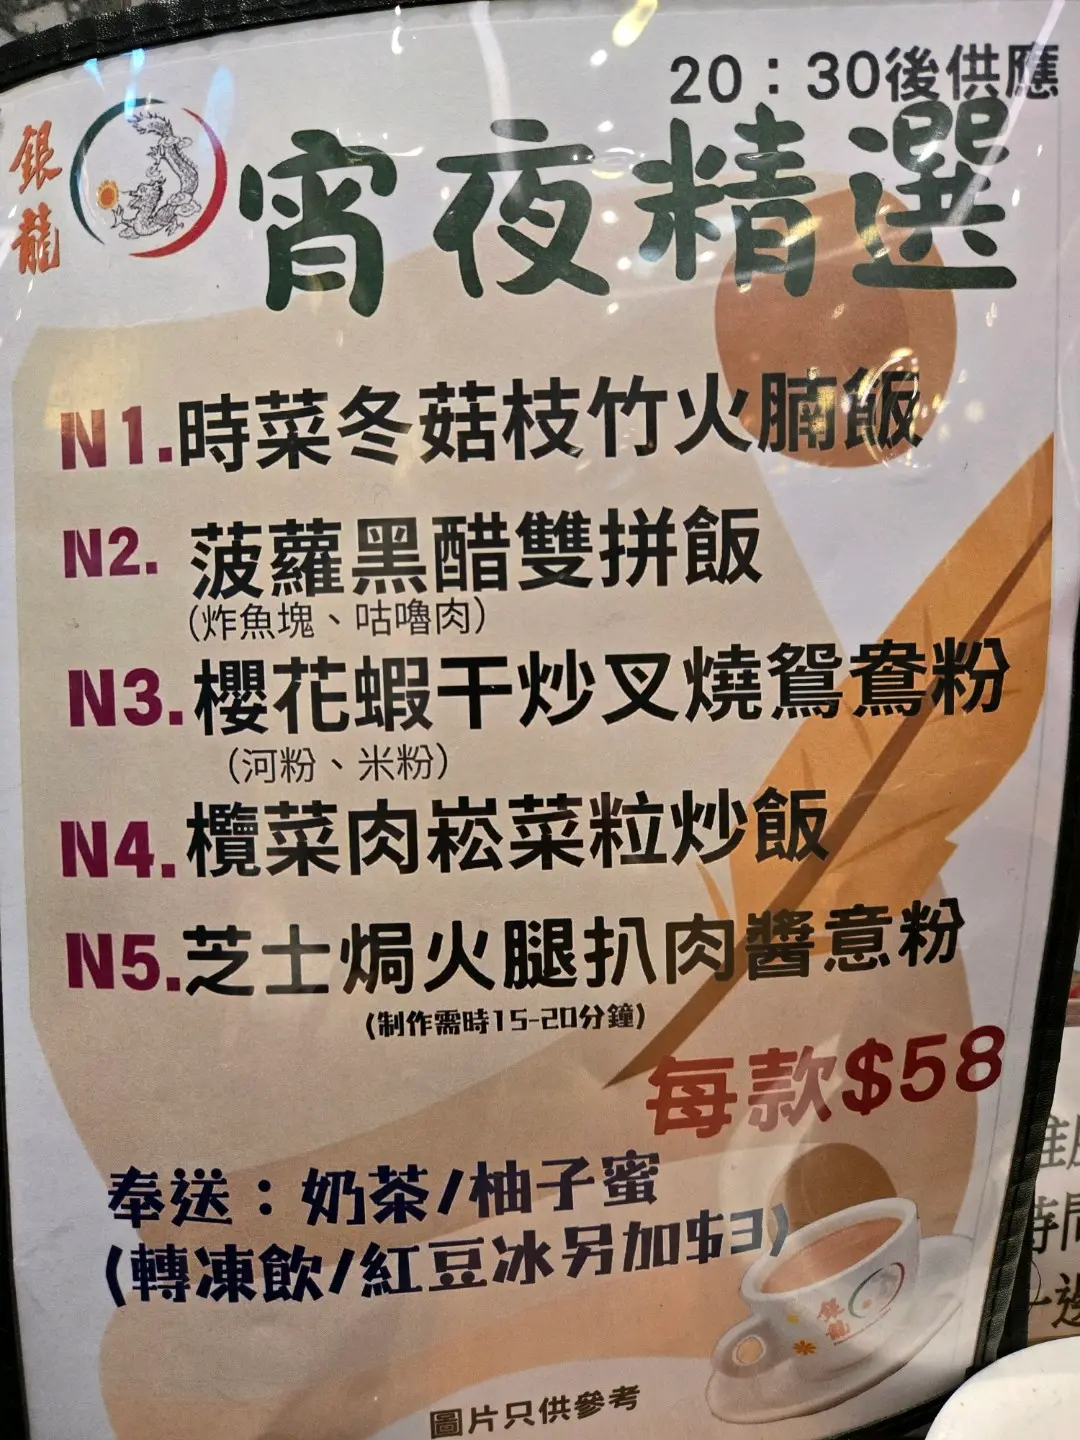 20：30後供應
銀龍
宵夜精選
N1.時菜冬菇枝竹火腩飯
N2. 菠蘿黑醋雙拼飯
(炸魚塊、咕嚕肉)
N3.櫻花蝦干炒叉燒鴛鴦粉
(河粉、米粉)
N4.欖菜肉崧菜粒炒飯
N5.芝士焗火腿扒肉醬意粉
(制作需時15-20分鐘)
每款$58
奉送：奶茶/柚子蜜
(轉凍飲/紅豆冰另加$3)
銀龍
圖片只供參考